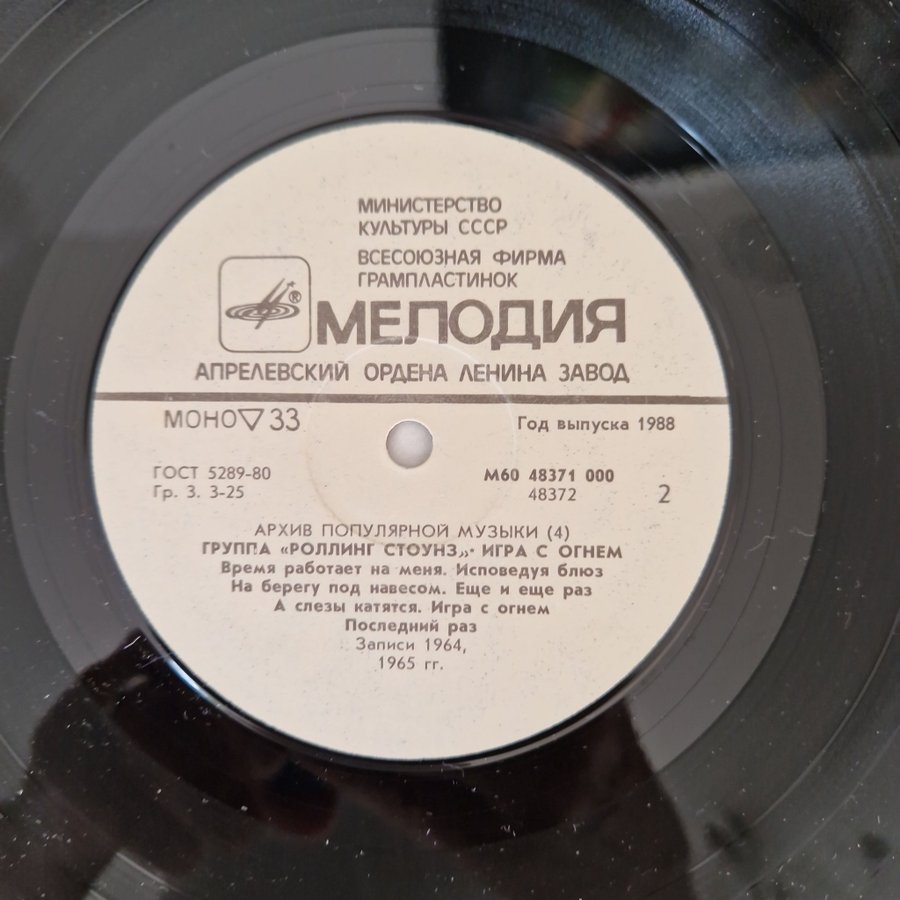 МИНИСТЕРСТВО
КУЛЬТУРЫ СССР
ВСЕСОЮЗНАЯ ФИРМА
ГРАМПЛАСТИНОК
®
МЕЛОДИЯ
АПРЕЛЕВСКИЙ ОРДЕНА ЛЕНИНА ЗАВОД
МОНО ▽ 33
Год выпуска 1988
ГОСТ 5289-80
Гр. 3. 3-25
М60 48371 000
48372
2
АРХИВ ПОПУЛЯРНОЙ МУЗЫКИ (4)
ГРУППА «РОЛЛИНГ СТОУНЗ»· ИГРА С ОГНЕМ
Время работает на меня. Исповедуя блюз
На берегу под навесом. Еще и еще раз
А слезы катятся. Игра с огнем
Последний раз
Записи 1964,
1965 гг.